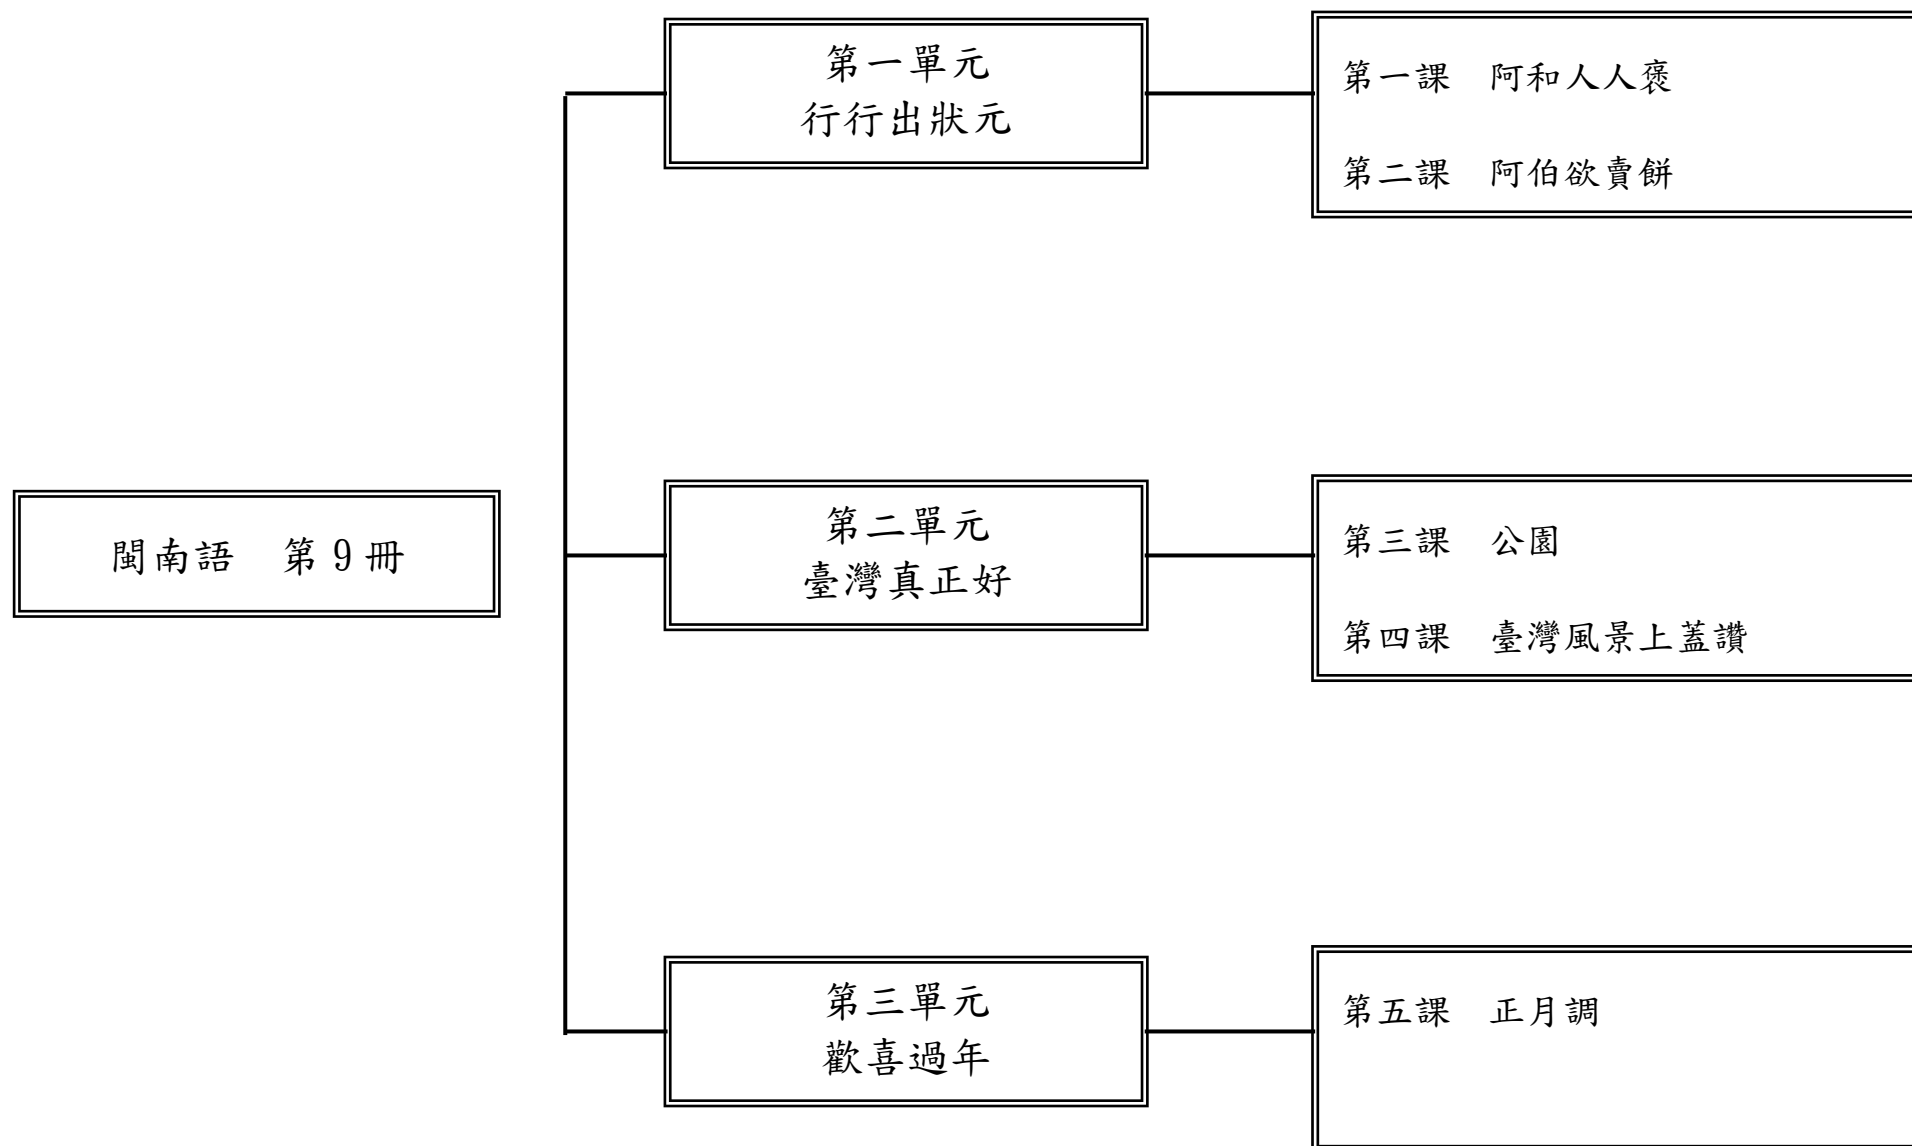 第一單元
行行出狀元
第一課　阿和人人褒
第二課　阿伯欲賣餅
閩南語　第 9 冊
第二單元
臺灣真正好
第三課　公園
第四課　臺灣風景上蓋讚
第三單元
歡喜過年
第五課　正月調